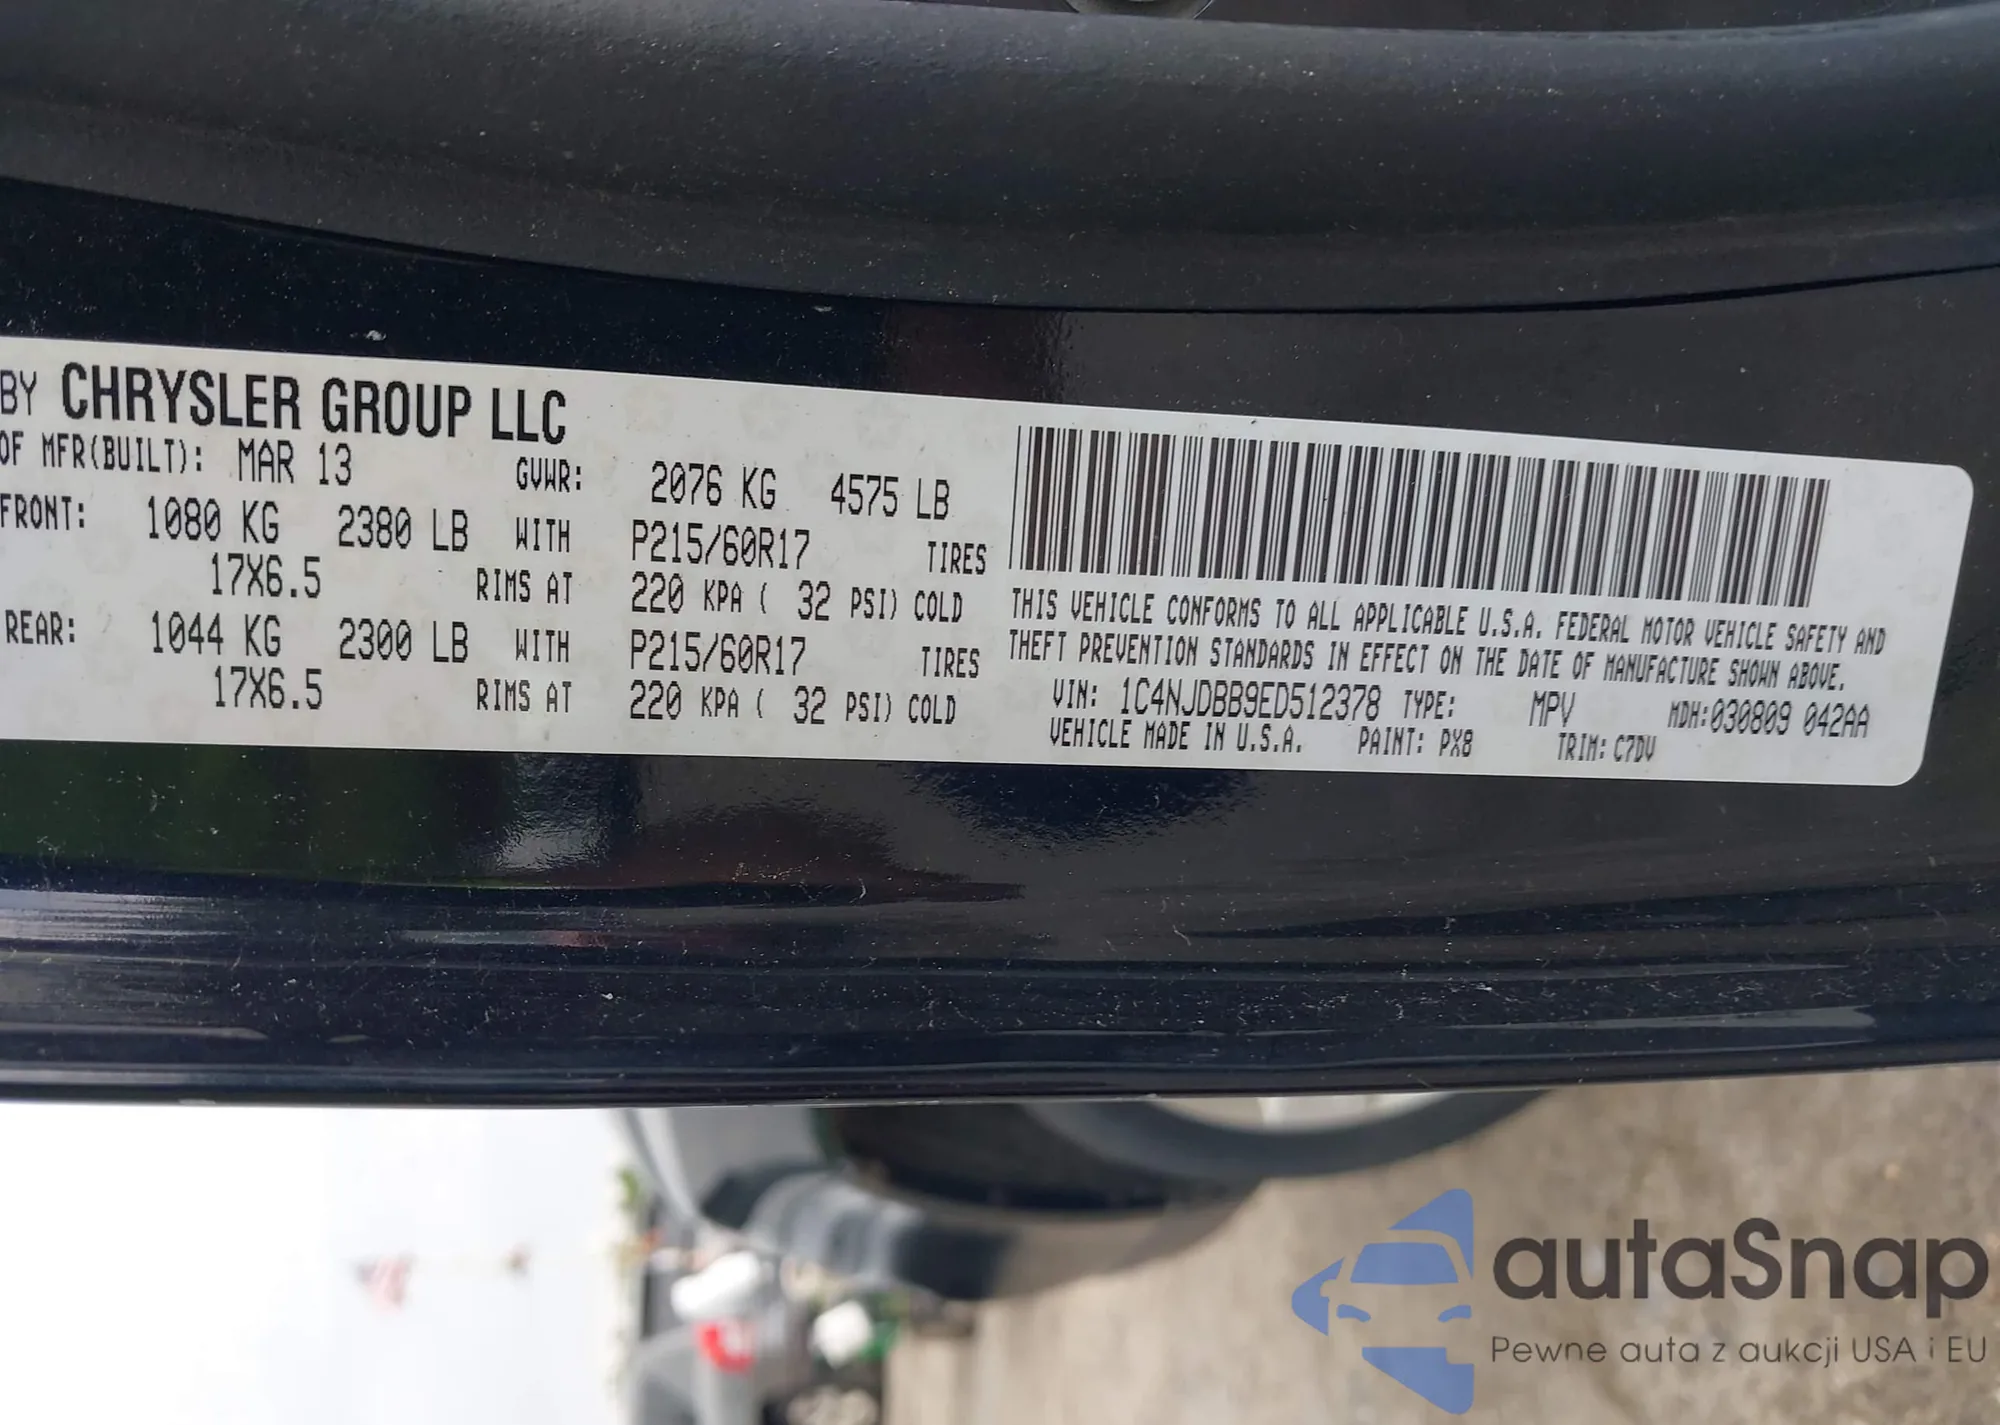 BY CHRYSLER GROUP LLC
OF MFR(BUILT): MAR 13 GVWR: 2076 KG 4575 LB
FRONT: 1080 KG 2380 LB WITH P215/60R17 TIRES
17X6.5 RIMS AT 220 KPA ( 32 PSI) COLD
REAR: 1044 KG 2300 LB WITH P215/60R17 TIRES
17X6.5 RIMS AT 220 KPA ( 32 PSI) COLD
THIS VEHICLE CONFORMS TO ALL APPLICABLE U.S.A. FEDERAL MOTOR VEHICLE SAFETY AND
THEFT PREVENTION STANDARDS IN EFFECT ON THE DATE OF MANUFACTURE SHOWN ABOVE.
VIN: 1C4NJDBB9ED512378 TYPE: MPV MDH:030809 042AA
VEHICLE MADE IN U.S.A. PAINT: PX8 TRIM: C7DV
autaSnap
Pewne auta z aukcji USA i EU